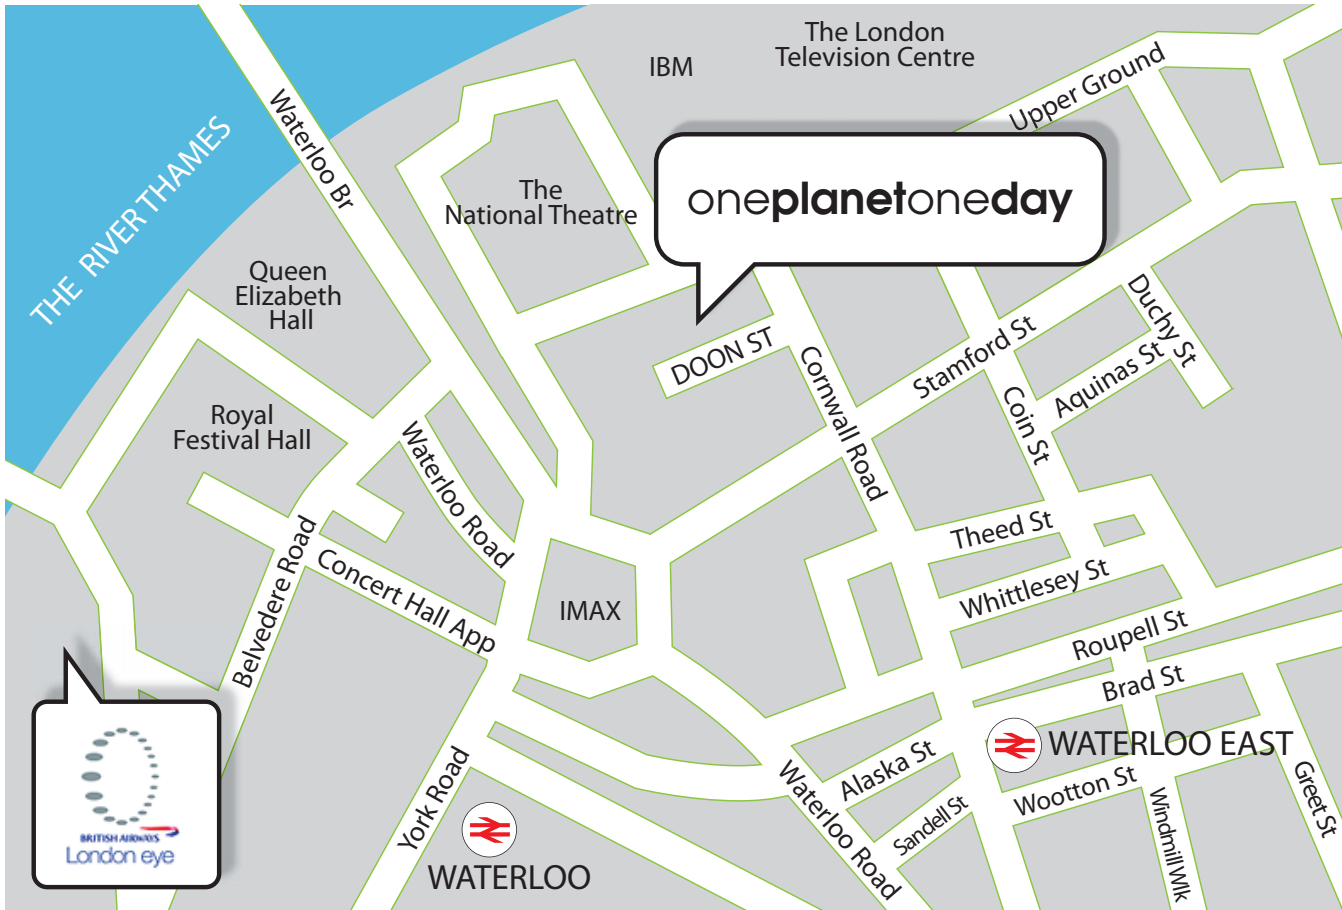 The London
Television Centre
IBM
Upper Ground
Waterloo Br
THE RIVER THAMES
The
National Theatre
oneplanetoneday
Queen
Elizabeth
Hall
DOON ST
Duchy St
Stamford St
Aquinas St
Cornwall Road
Coin St
Royal
Festival Hall
Waterloo Road
Theed St
Belvedere Road
Concert Hall App
IMAX
Whittlesey St
Roupell St
Brad St
WATERLOO EAST
Alaska St
Waterloo Road
Wootton St
Sandell St
Windmill Wlk
Greet St
York Road
WATERLOO
BRITISH AIRWAYS
London eye